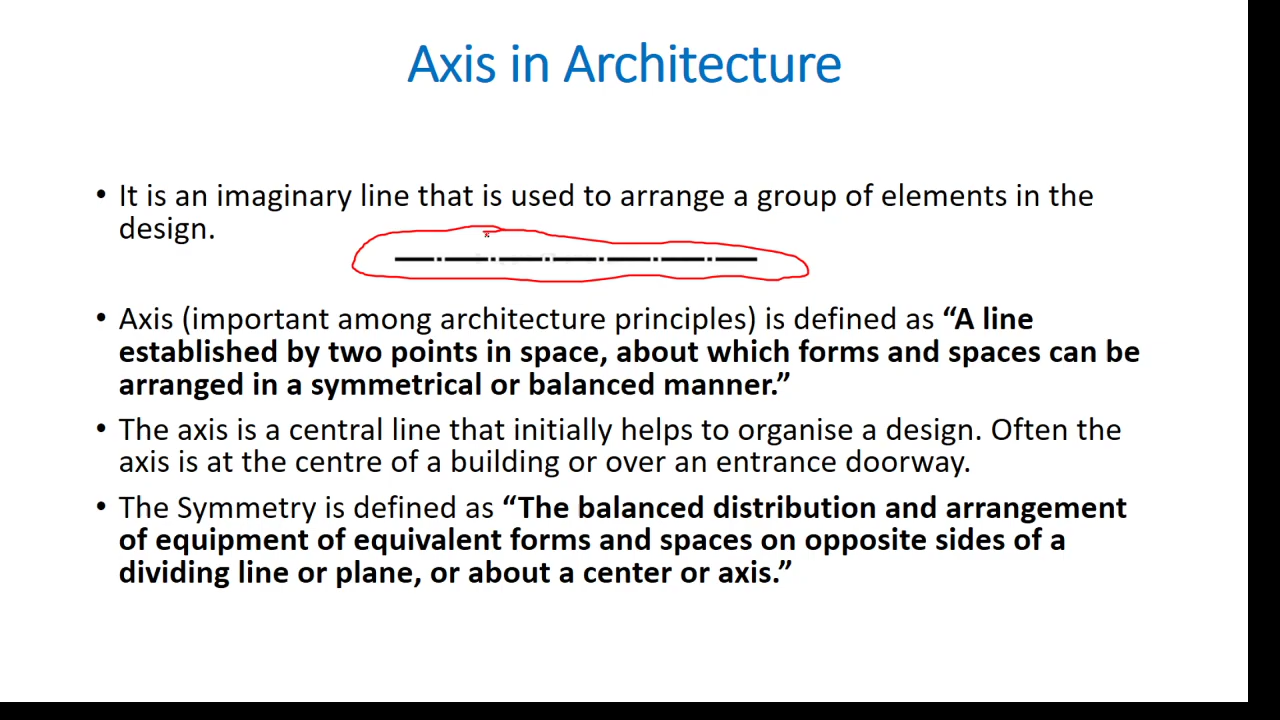 Axis in Architecture
• It is an imaginary line that is used to arrange a group of elements in the
design.
• Axis (important among architecture principles) is defined as “A line
established by two points in space, about which forms and spaces can be
arranged in a symmetrical or balanced manner.”
• The axis is a central line that initially helps to organise a design. Often the
axis is at the centre of a building or over an entrance doorway.
• The Symmetry is defined as “The balanced distribution and arrangement
of equipment of equivalent forms and spaces on opposite sides of a
dividing line or plane, or about a center or axis.”